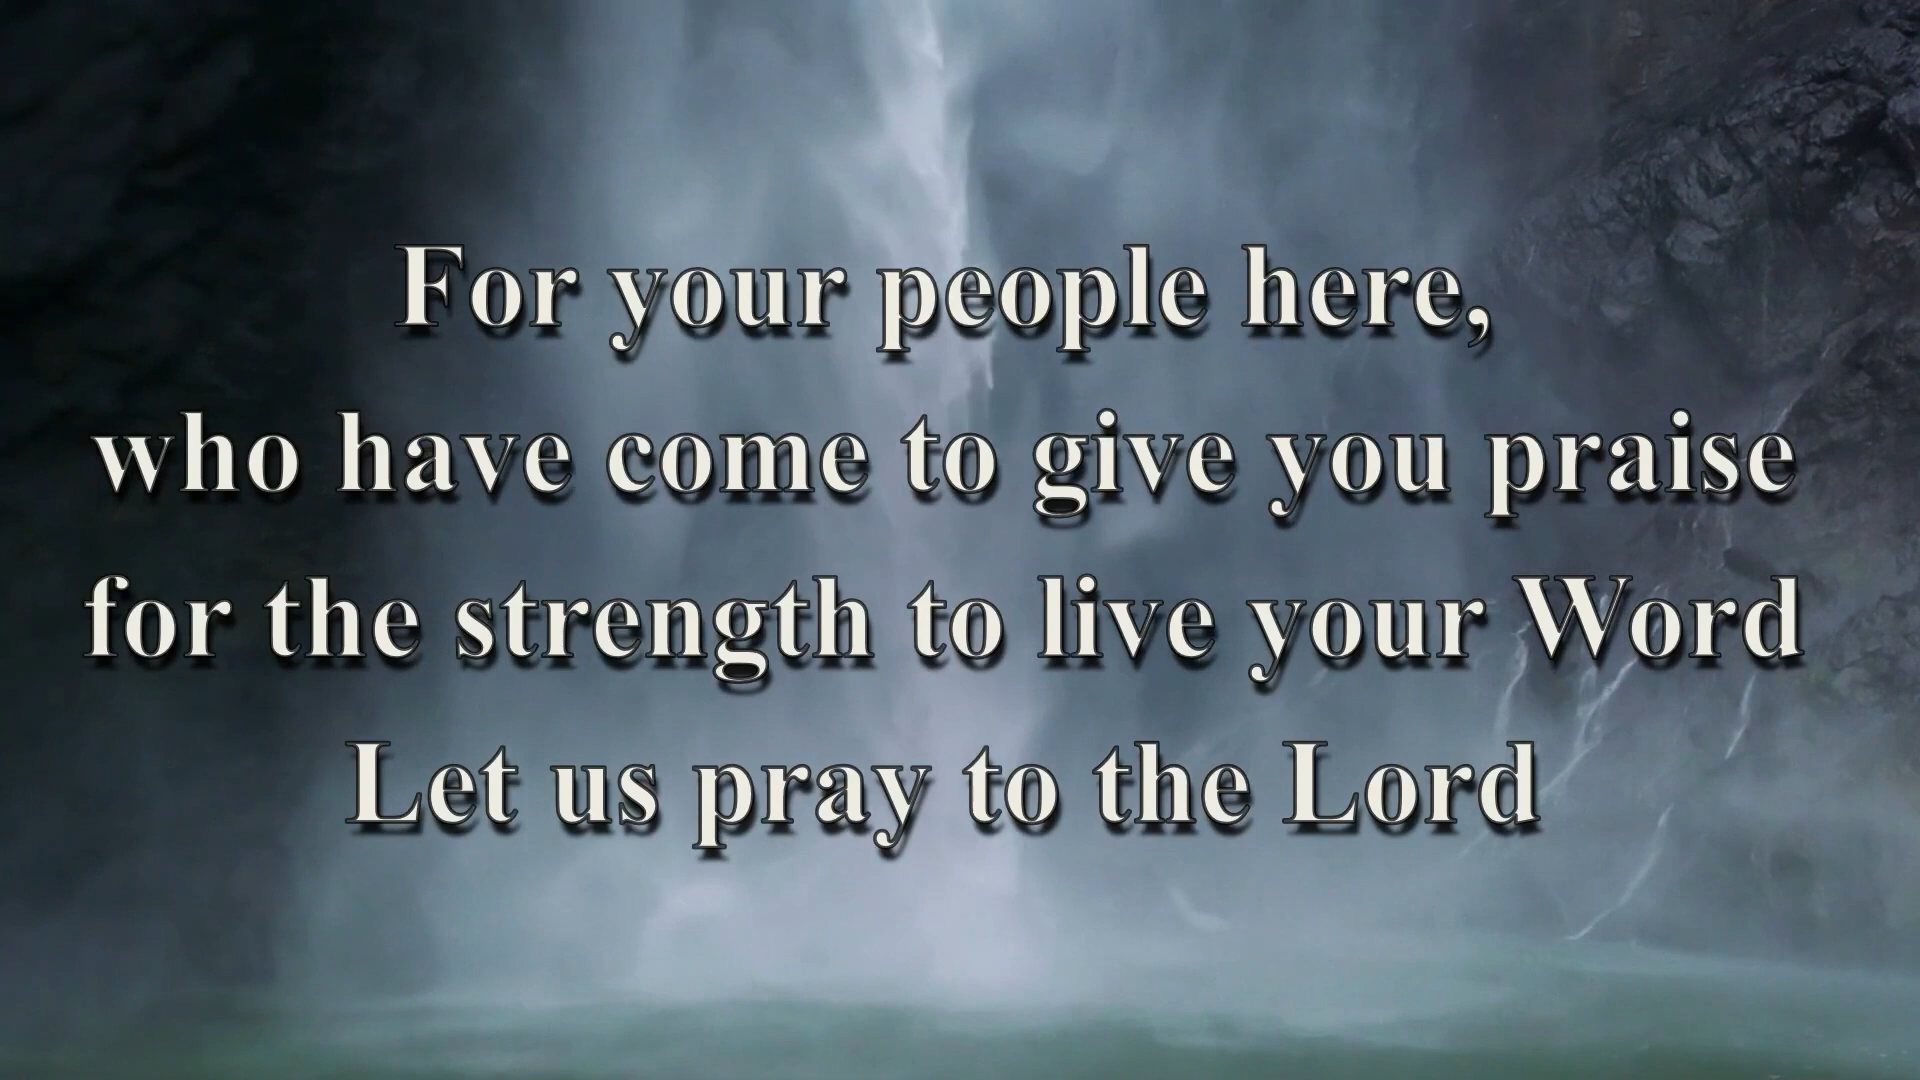 For your people here,
who have come to give you praise
for the strength to live your Word
Let us pray to the Lord